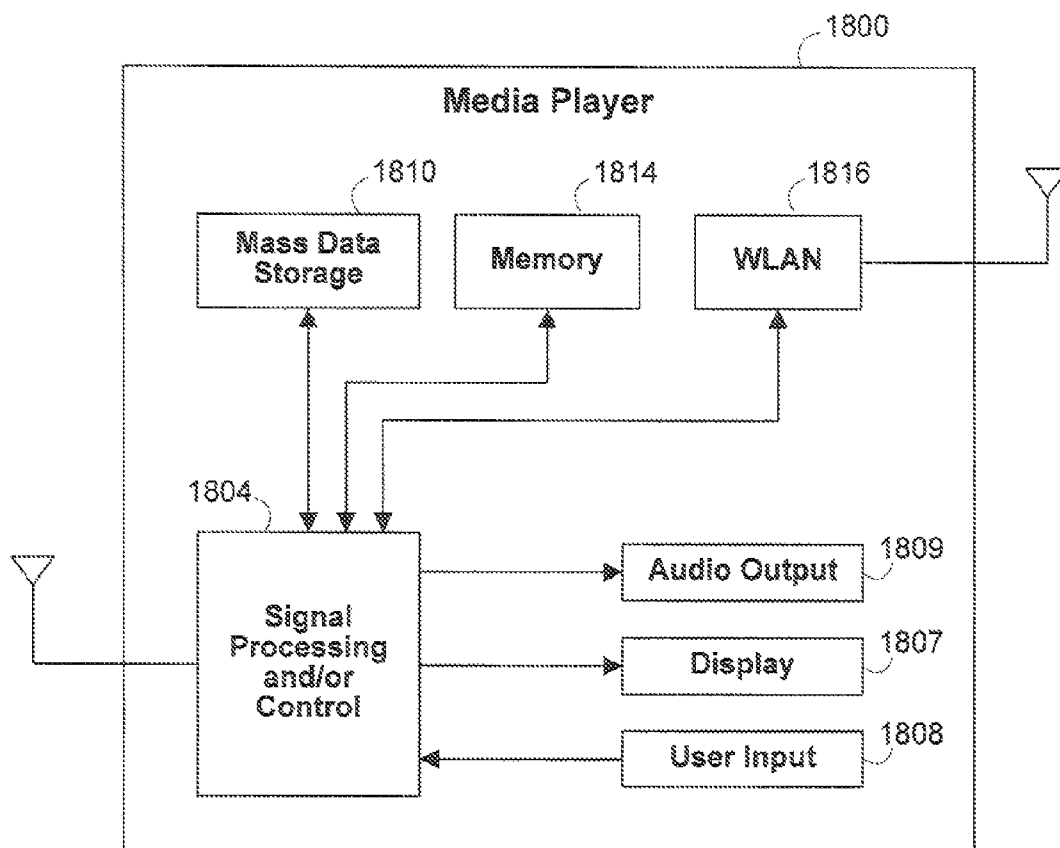 1800
Media Player
1810
1814
1816
Mass Data
Storage
Memory
WLAN
1804
Signal
Processing
and/or
Control
Audio Output
1809
Display
1807
User Input
1808